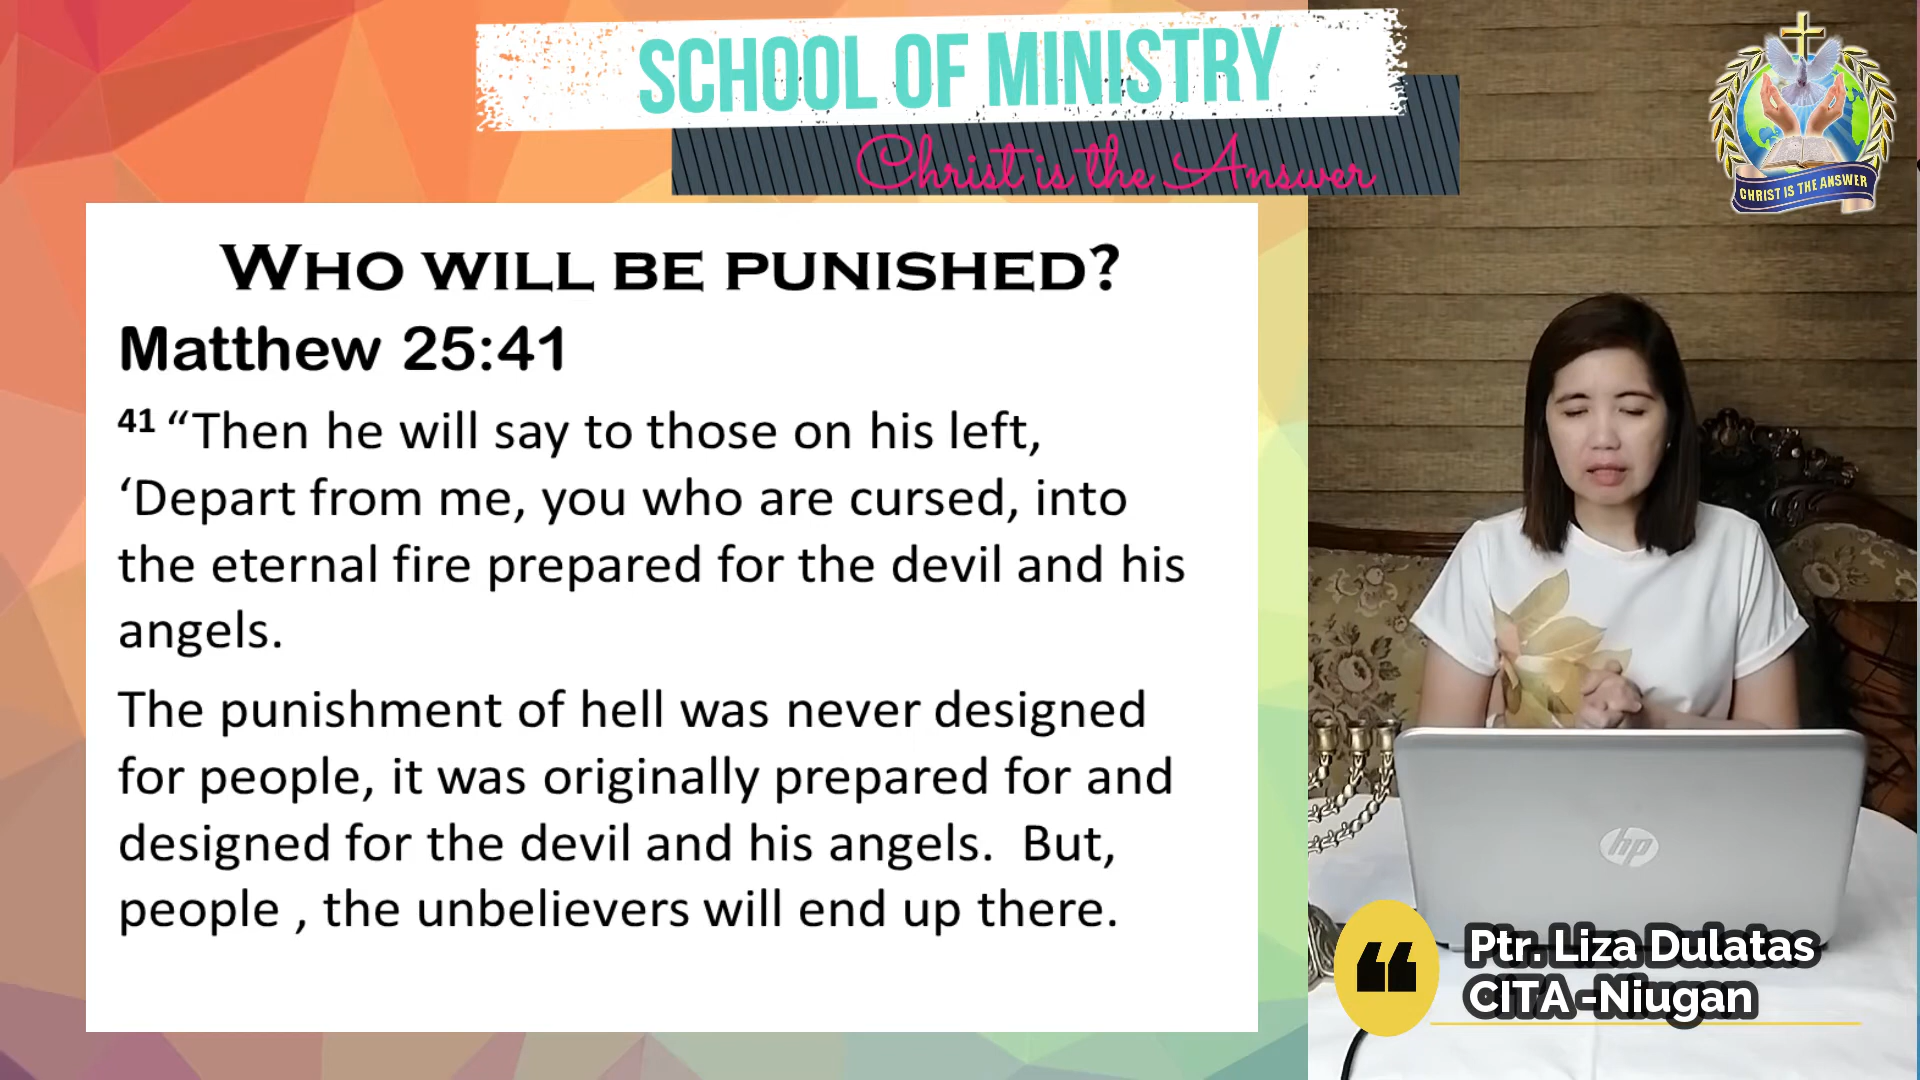 SCHOOL OF MINISTRY
Christ is the Answer
CHRIST IS THE ANSWER
WHO WILL BE PUNISHED?
Matthew 25:41
41 “Then he will say to those on his left,
‘Depart from me, you who are cursed, into
the eternal fire prepared for the devil and his
angels.
The punishment of hell was never designed
for people, it was originally prepared for and
designed for the devil and his angels.  But,
people , the unbelievers will end up there.
hp
Ptr. Liza Dulatas
CITA -Niugan